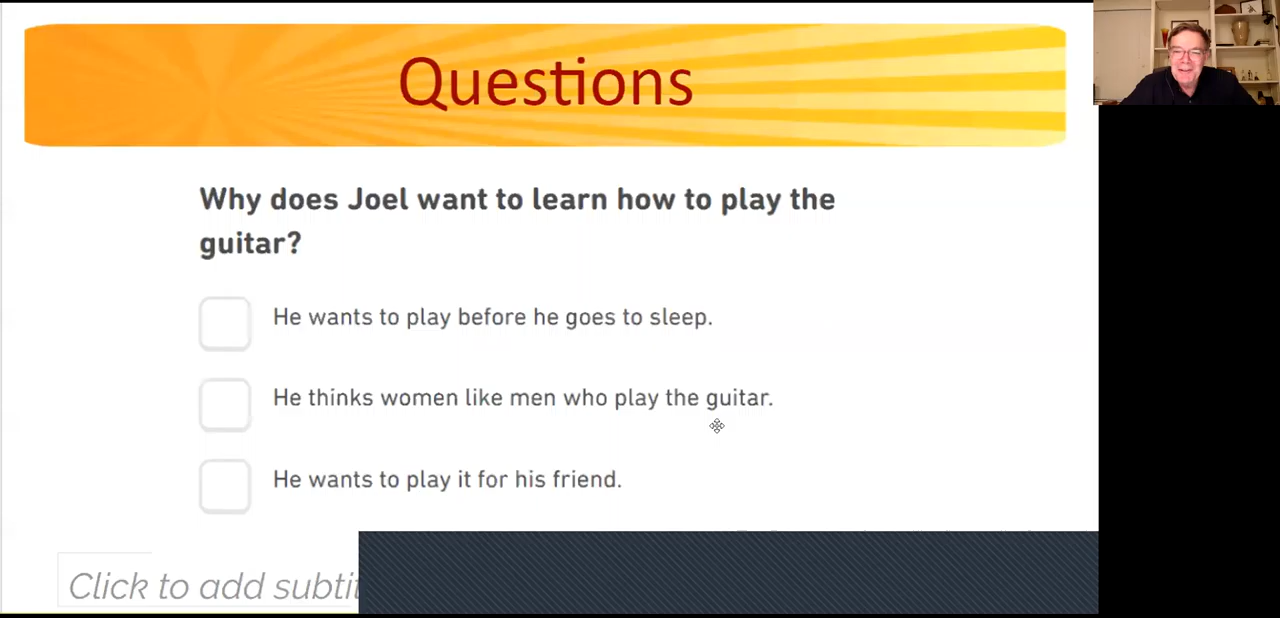 Questions
Why does Joel want to learn how to play the
guitar?
He wants to play before he goes to sleep.
He thinks women like men who play the guitar.
He wants to play it for his friend.
Click to add subtit